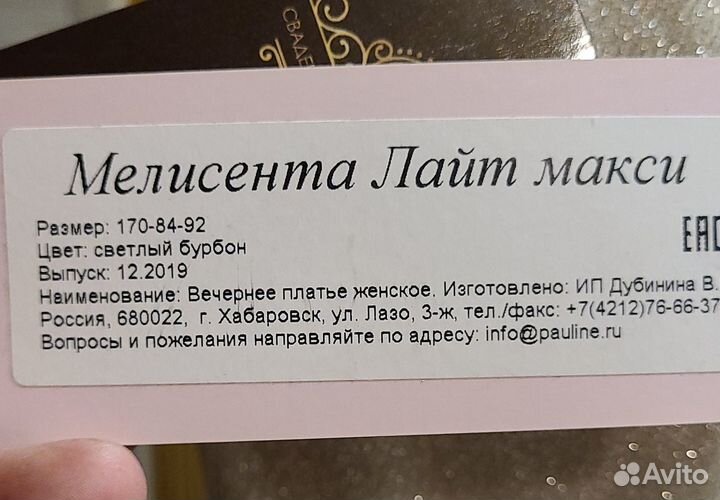 СВАДЕ
Мелисента Лайт макси
Размер: 170-84-92
Цвет: светлый бурбон
Выпуск: 12.2019
EAC
Наименование: Вечернее платье женское. Изготовлено: ИП Дубинина В.
Россия, 680022, г. Хабаровск, ул. Лазо, 3-ж, тел./факс: +7(4212)76-66-37
Вопросы и пожелания направляйте по адресу: info@pauline.ru
Avito